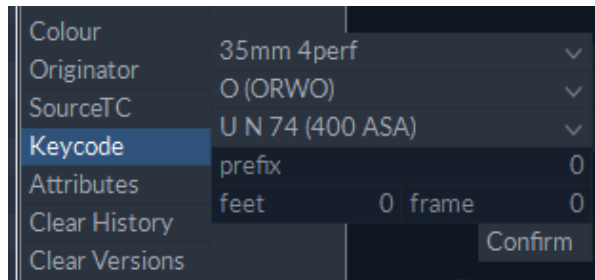 Colour
Originator
SourceTC
Keycode
Attributes
Clear History
Clear Versions
35mm 4perf
O (ORWO)
U N 74 (400 ASA)
prefix 0
feet 0 frame 0
Confirm